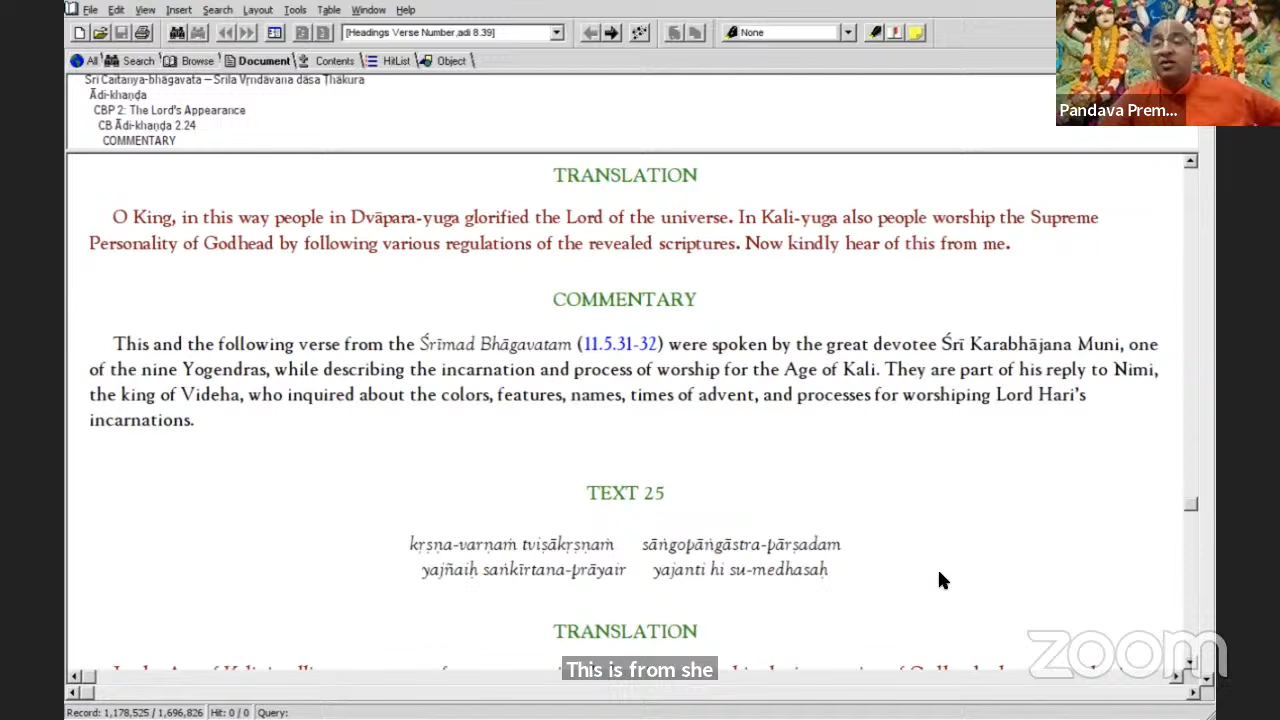 File Edit View Insert Search Layout Tools Table Window Help
[Headings Verse Number,adi 8.39]
None
All Search Browse Document Contents HitList Object
Śrī Caitanya-bhāgavata – Śrīla Vṛndāvana dāsa Ṭhākura
Ādi-khaṇḍa
CBP 2: The Lord's Appearance
CB Ādi-khaṇḍa 2.24
COMMENTARY
Pandava Prem...
TRANSLATION
O King, in this way people in Dvāpara-yuga glorified the Lord of the universe. In Kali-yuga also people worship the Supreme
Personality of Godhead by following various regulations of the revealed scriptures. Now kindly hear of this from me.
COMMENTARY
This and the following verse from the Śrīmad Bhāgavatam (11.5.31-32) were spoken by the great devotee Śrī Karabhājana Muni, one
of the nine Yogendras, while describing the incarnation and process of worship for the Age of Kali. They are part of his reply to Nimi,
the king of Videha, who inquired about the colors, features, names, times of advent, and processes for worshiping Lord Hari's
incarnations.
TEXT 25
kṛṣṇa-varṇaṁ tviṣākṛṣṇaṁ sāṅgopāṅgāstra-pārṣadam
yajñaiḥ saṅkīrtana-prāyair yajanti hi su-medhasaḥ
TRANSLATION
This is from she
zoom
Record: 1,178,525 / 1,696,826 Hit: 0 / 0 Query: